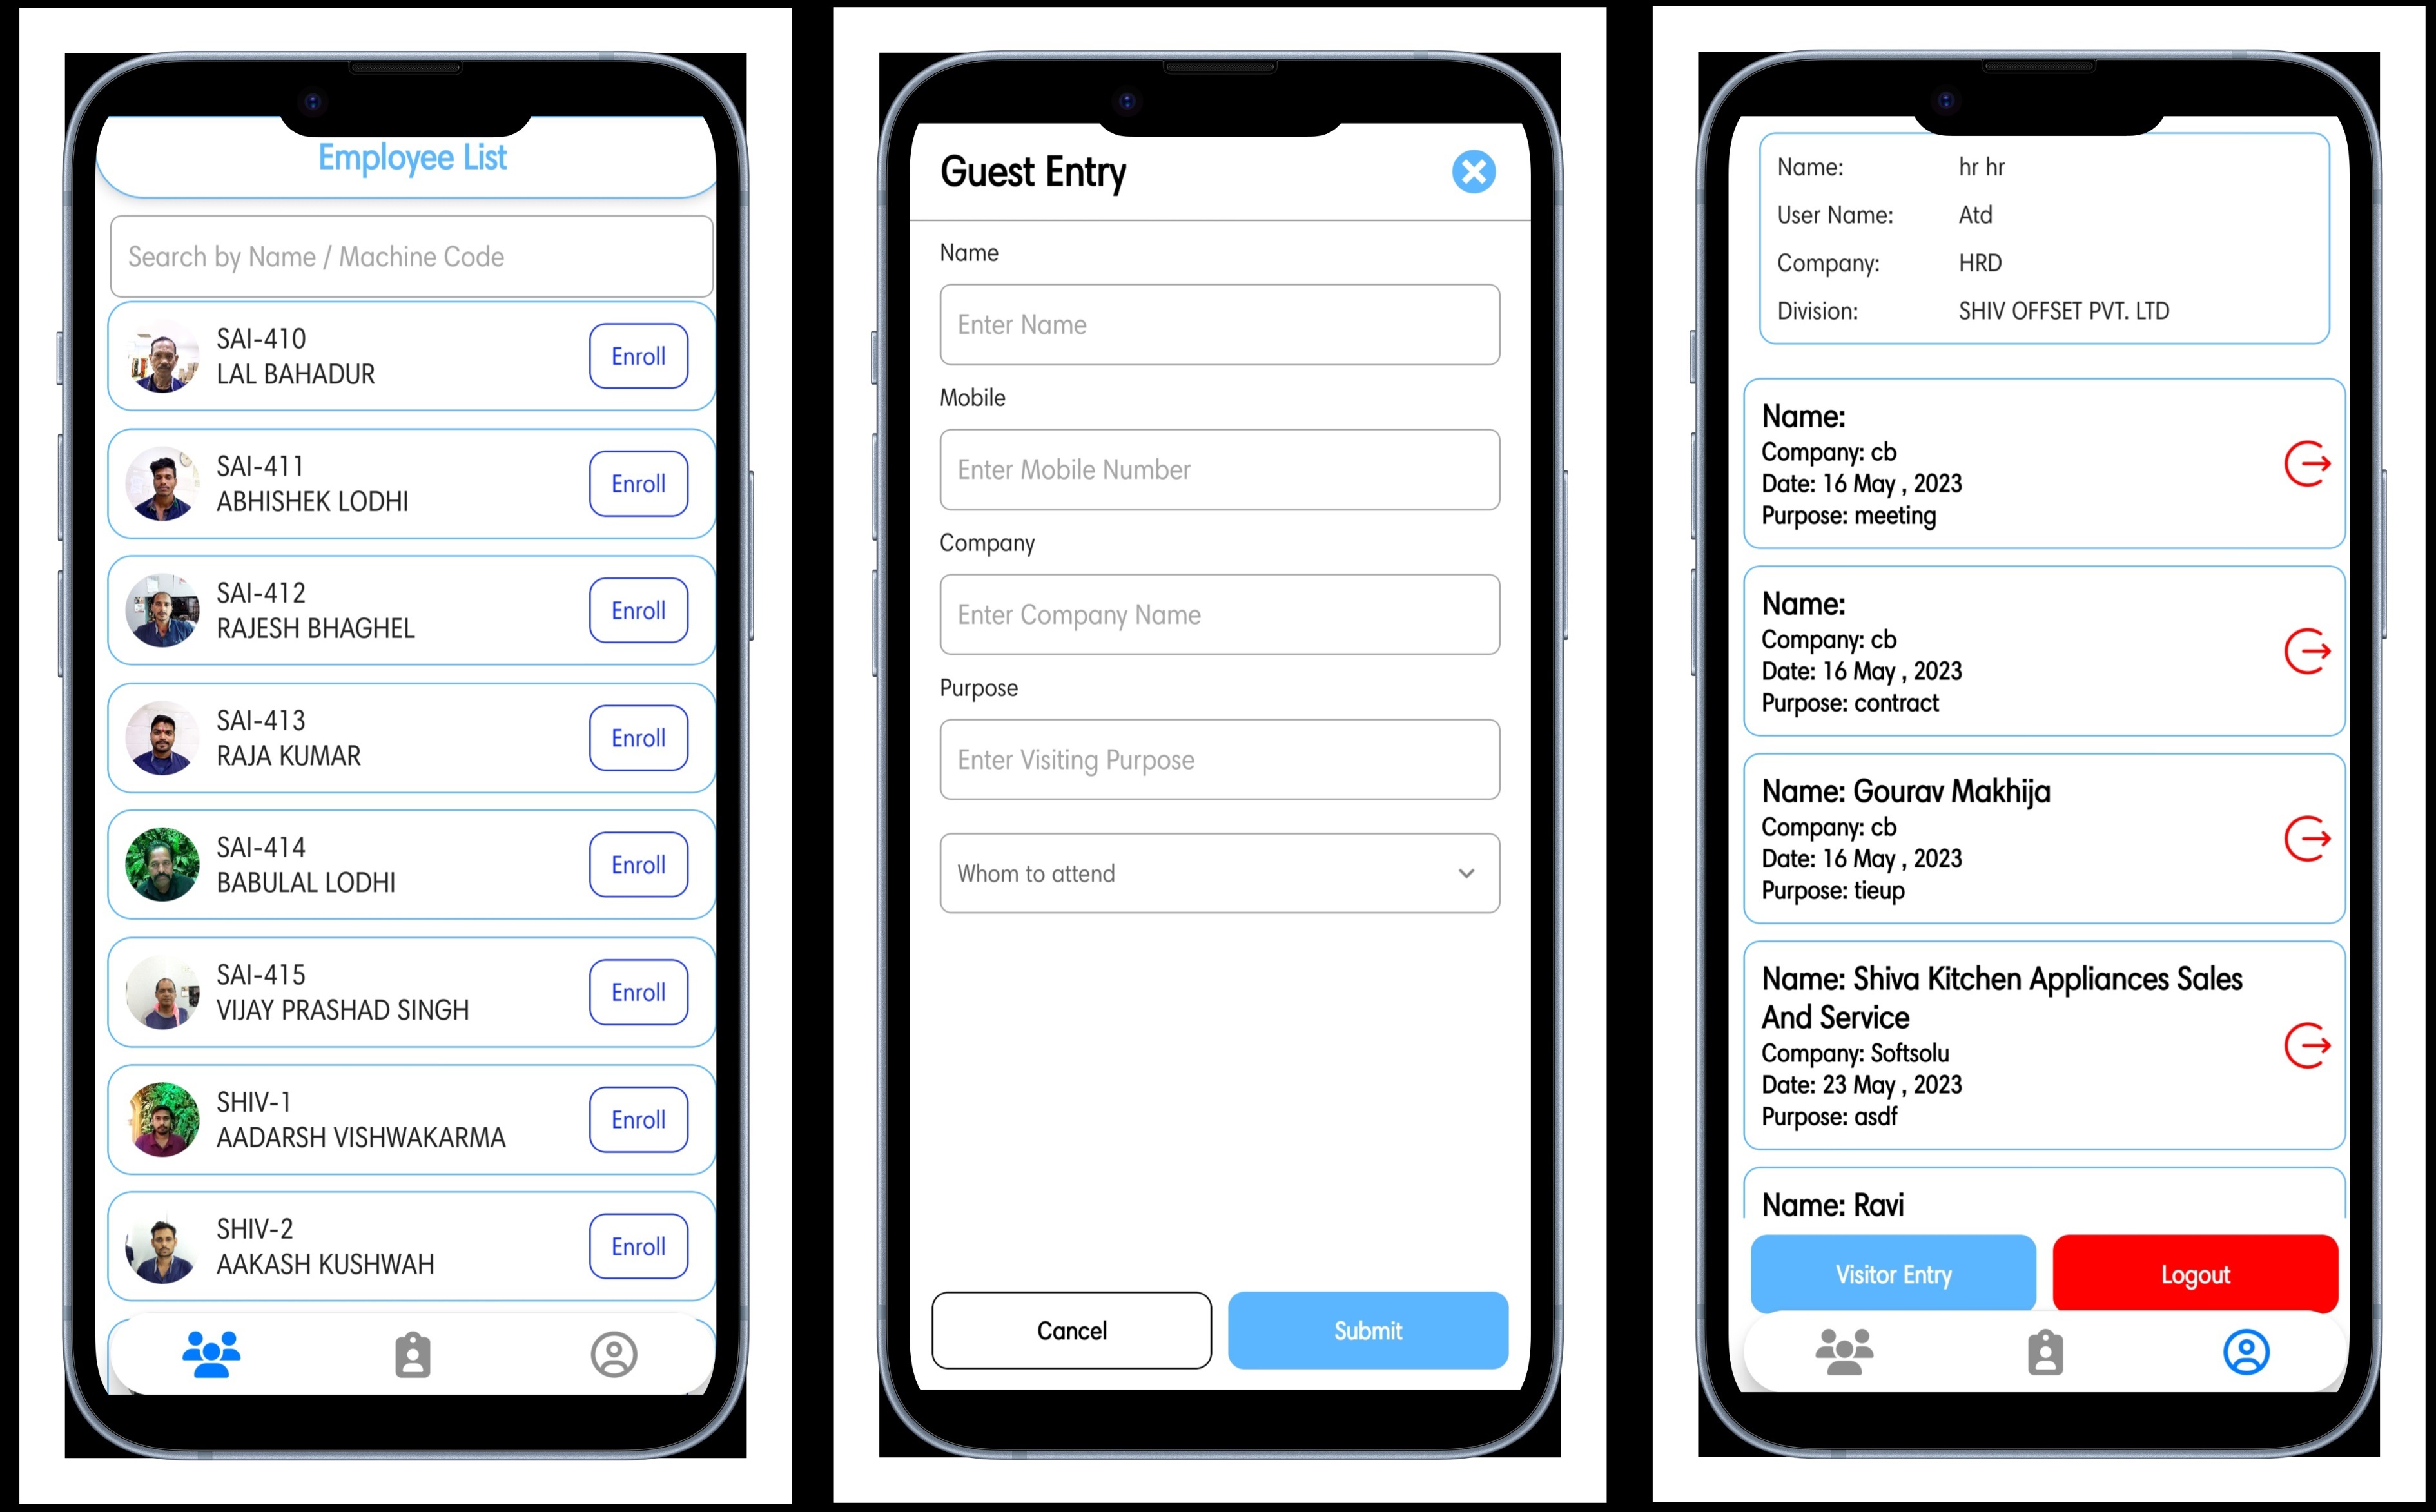 Employee List
Search by Name / Machine Code
SAI-410
LAL BAHADUR
Enroll
SAI-411
ABHISHEK LODHI
Enroll
SAI-412
RAJESH BHAGHEL
Enroll
SAI-413
RAJA KUMAR
Enroll
SAI-414
BABULAL LODHI
Enroll
SAI-415
VIJAY PRASHAD SINGH
Enroll
SHIV-1
AADARSH VISHWAKARMA
Enroll
SHIV-2
AAKASH KUSHWAH
Enroll
Guest Entry
Name
Enter Name
Mobile
Enter Mobile Number
Company
Enter Company Name
Purpose
Enter Visiting Purpose
Whom to attend
Cancel
Submit
Name: hr hr
User Name: Atd
Company: HRD
Division: SHIV OFFSET PVT. LTD
Name:
Company: cb
Date: 16 May , 2023
Purpose: meeting
Name:
Company: cb
Date: 16 May , 2023
Purpose: contract
Name: Gourav Makhija
Company: cb
Date: 16 May , 2023
Purpose: tieup
Name: Shiva Kitchen Appliances Sales
And Service
Company: Softsolu
Date: 23 May , 2023
Purpose: asdf
Name: Ravi
Visitor Entry
Logout